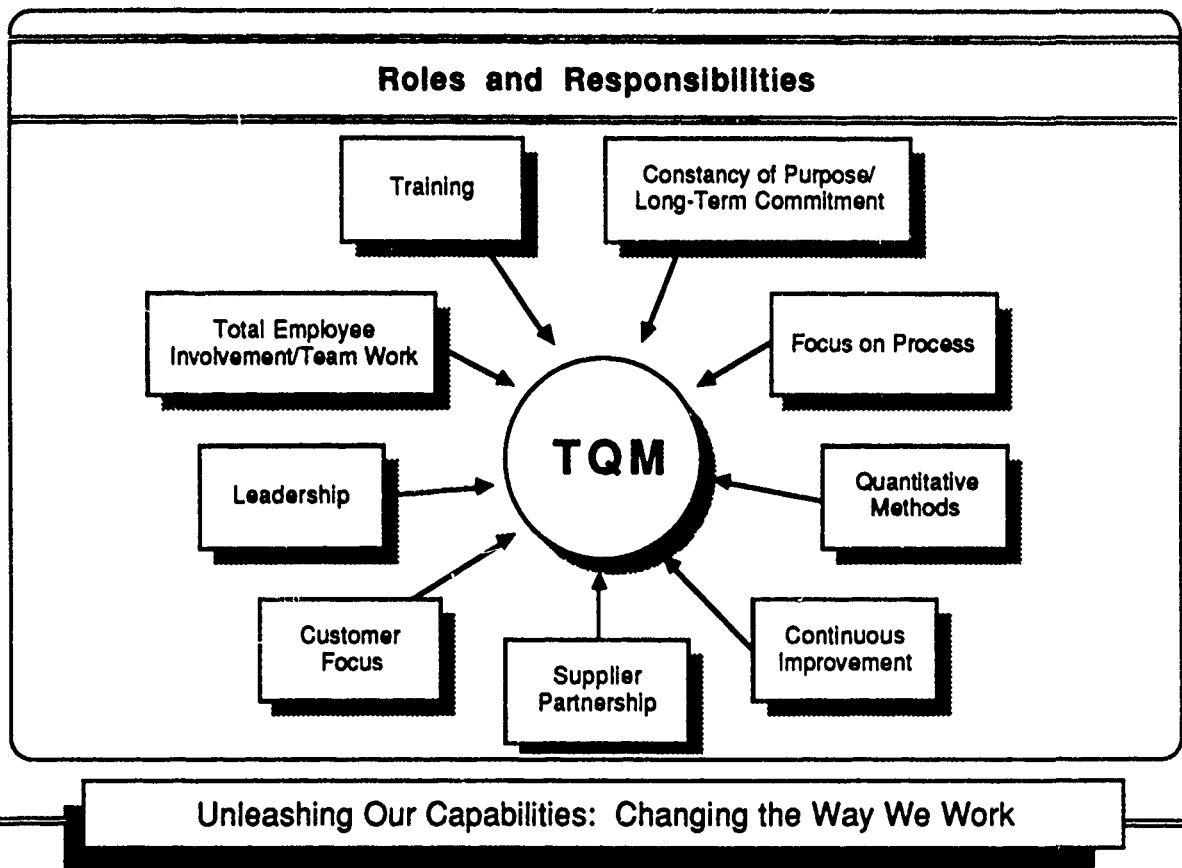 Roles and Responsibilities
Training
Constancy of Purpose/
Long-Term Commitment
Total Employee
Involvement/Team Work
Focus on Process
TQM
Leadership
Quantitative
Methods
Customer
Focus
Supplier
Partnership
Continuous
Improvement
Unleashing Our Capabilities: Changing the Way We Work